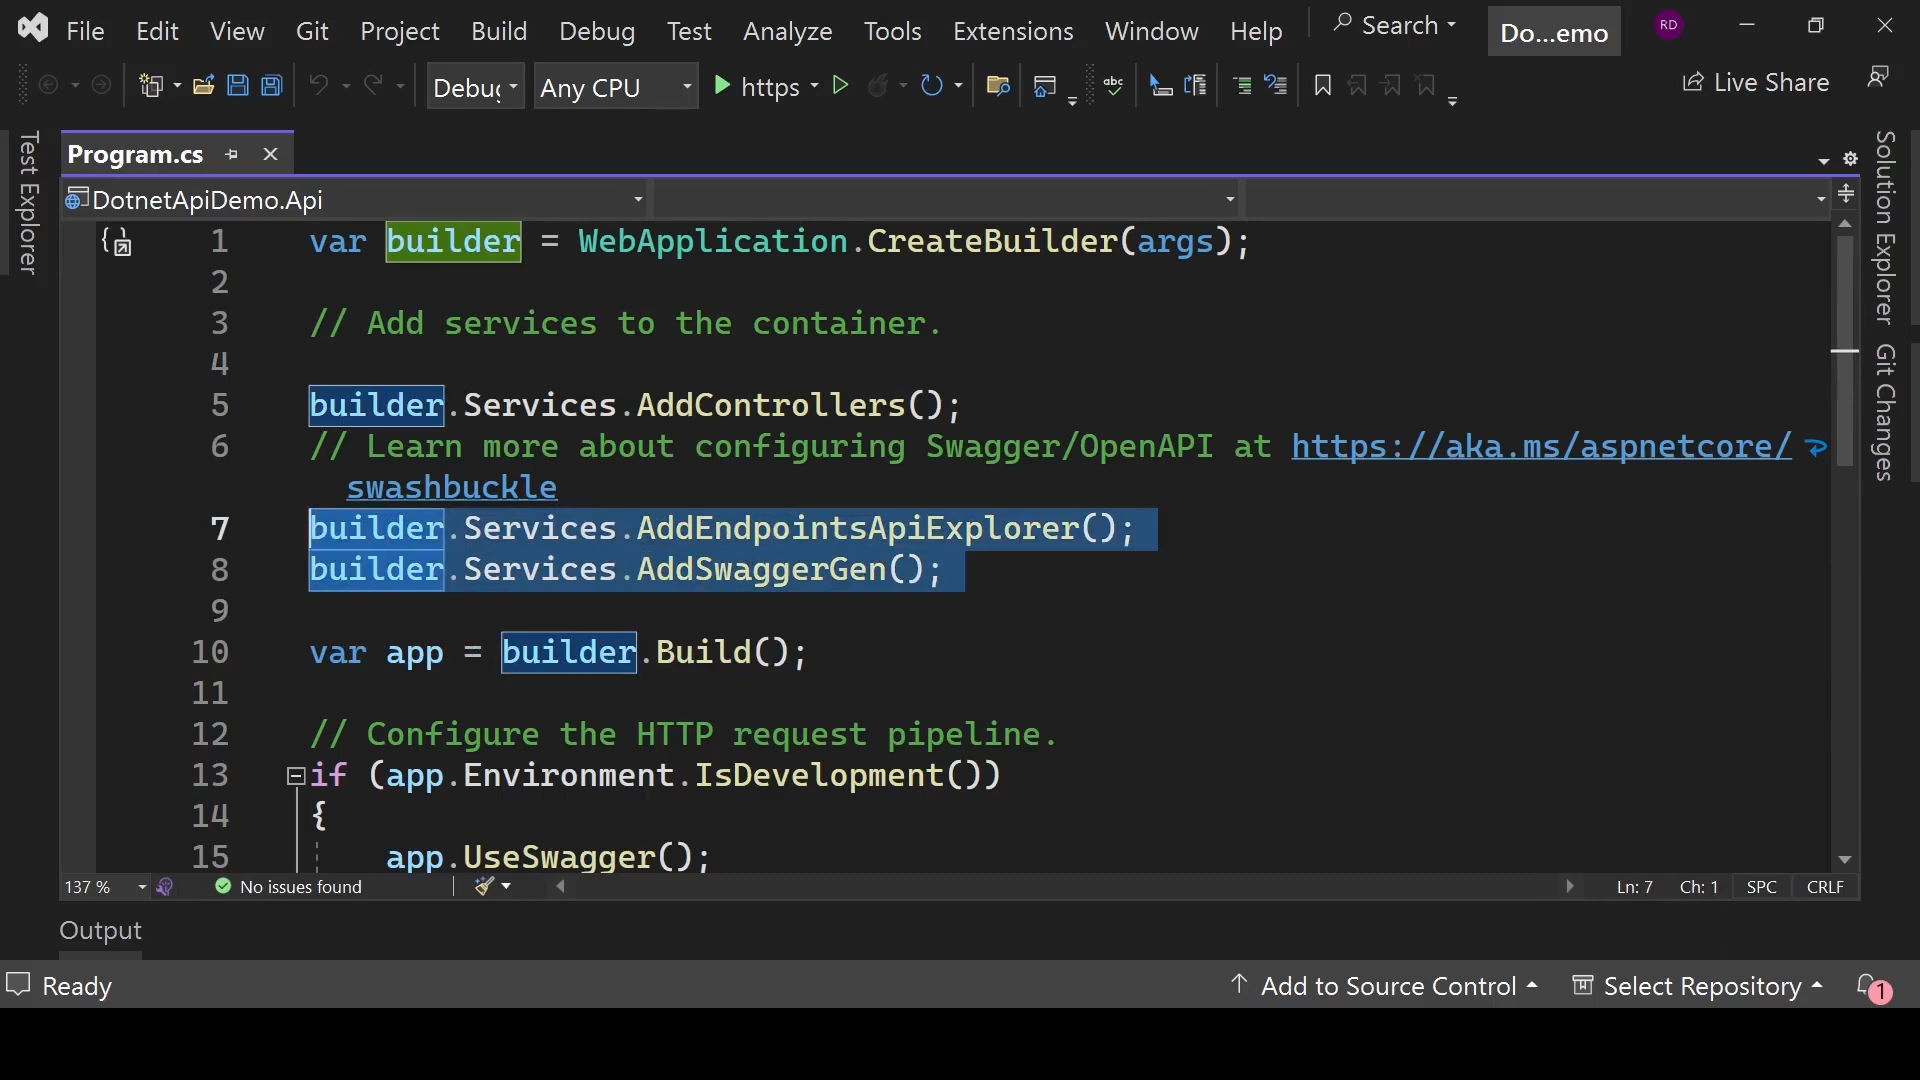 File Edit View Git Project Build Debug Test Analyze Tools Extensions Window Help Search Do...emo RD
Debug Any CPU https abc Live Share
Test Explorer
Program.cs
DotnetApiDemo.Api
1 var builder = WebApplication.CreateBuilder(args);
2
3 // Add services to the container.
4
5 builder.Services.AddControllers();
6 // Learn more about configuring Swagger/OpenAPI at https://aka.ms/aspnetcore/
swashbuckle
7 builder.Services.AddEndpointsApiExplorer();
8 builder.Services.AddSwaggerGen();
9
10 var app = builder.Build();
11
12 // Configure the HTTP request pipeline.
13 if (app.Environment.IsDevelopment())
14 {
15 app.UseSwagger();
Solution Explorer
Git Changes
137 % No issues found Ln: 7 Ch: 1 SPC CRLF
Output
Ready Add to Source Control Select Repository 1